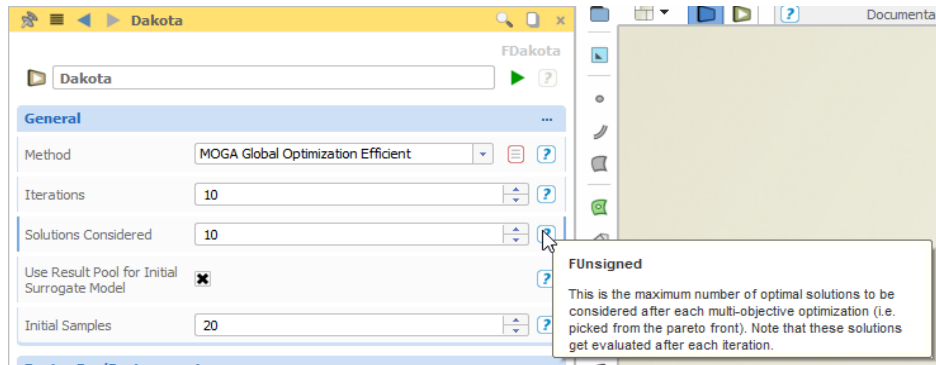 Dakota
Documenta
FDakota
Dakota
General
Method
MOGA Global Optimization Efficient
Iterations
10
Solutions Considered
10
Use Result Pool for Initial
Surrogate Model
Initial Samples
20
FUnsigned
This is the maximum number of optimal solutions to be
considered after each multi-objective optimization (i.e.
picked from the pareto front). Note that these solutions
get evaluated after each iteration.